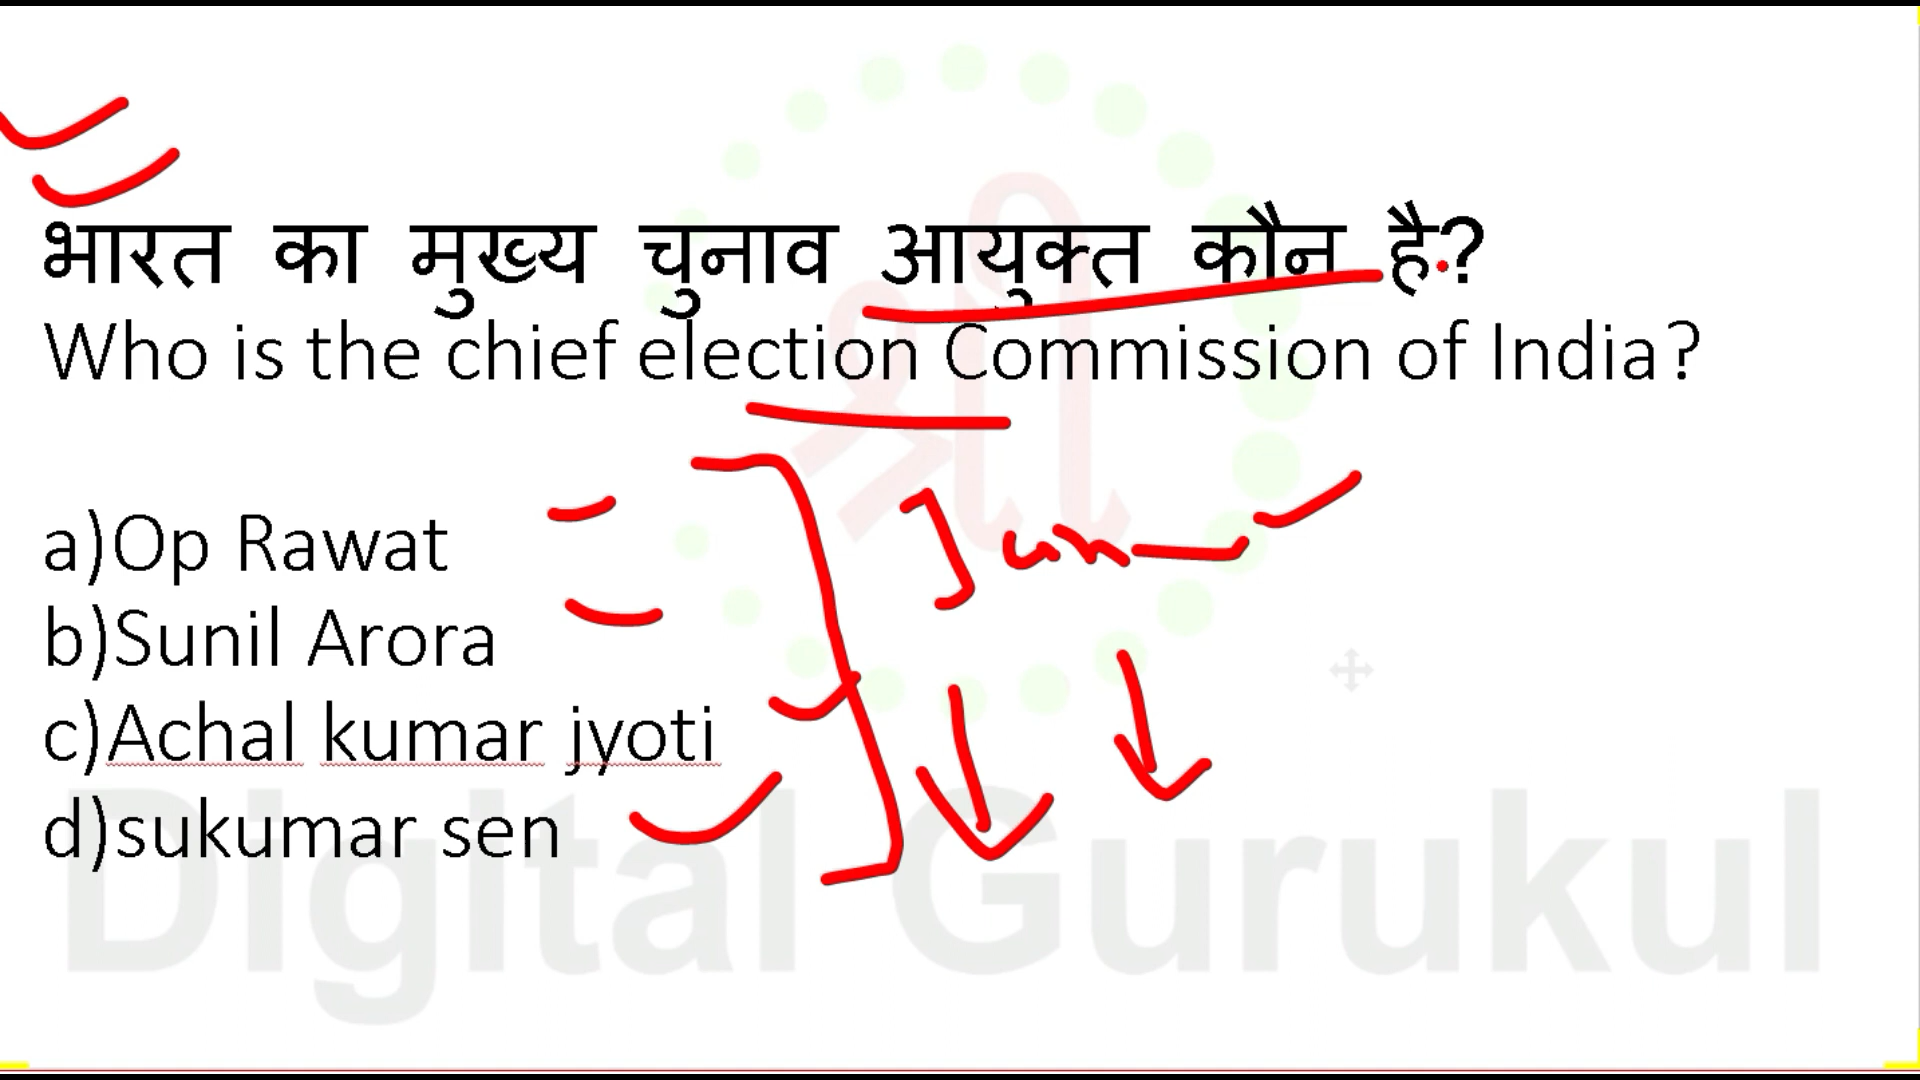 भारत का मुख्य चुनाव आयुक्त कौन है?
Who is the chief election Commission of India?
a)Op Rawat
b)Sunil Arora
c)Achal kumar jyoti
d)sukumar sen
श्री
Digital Gurukul